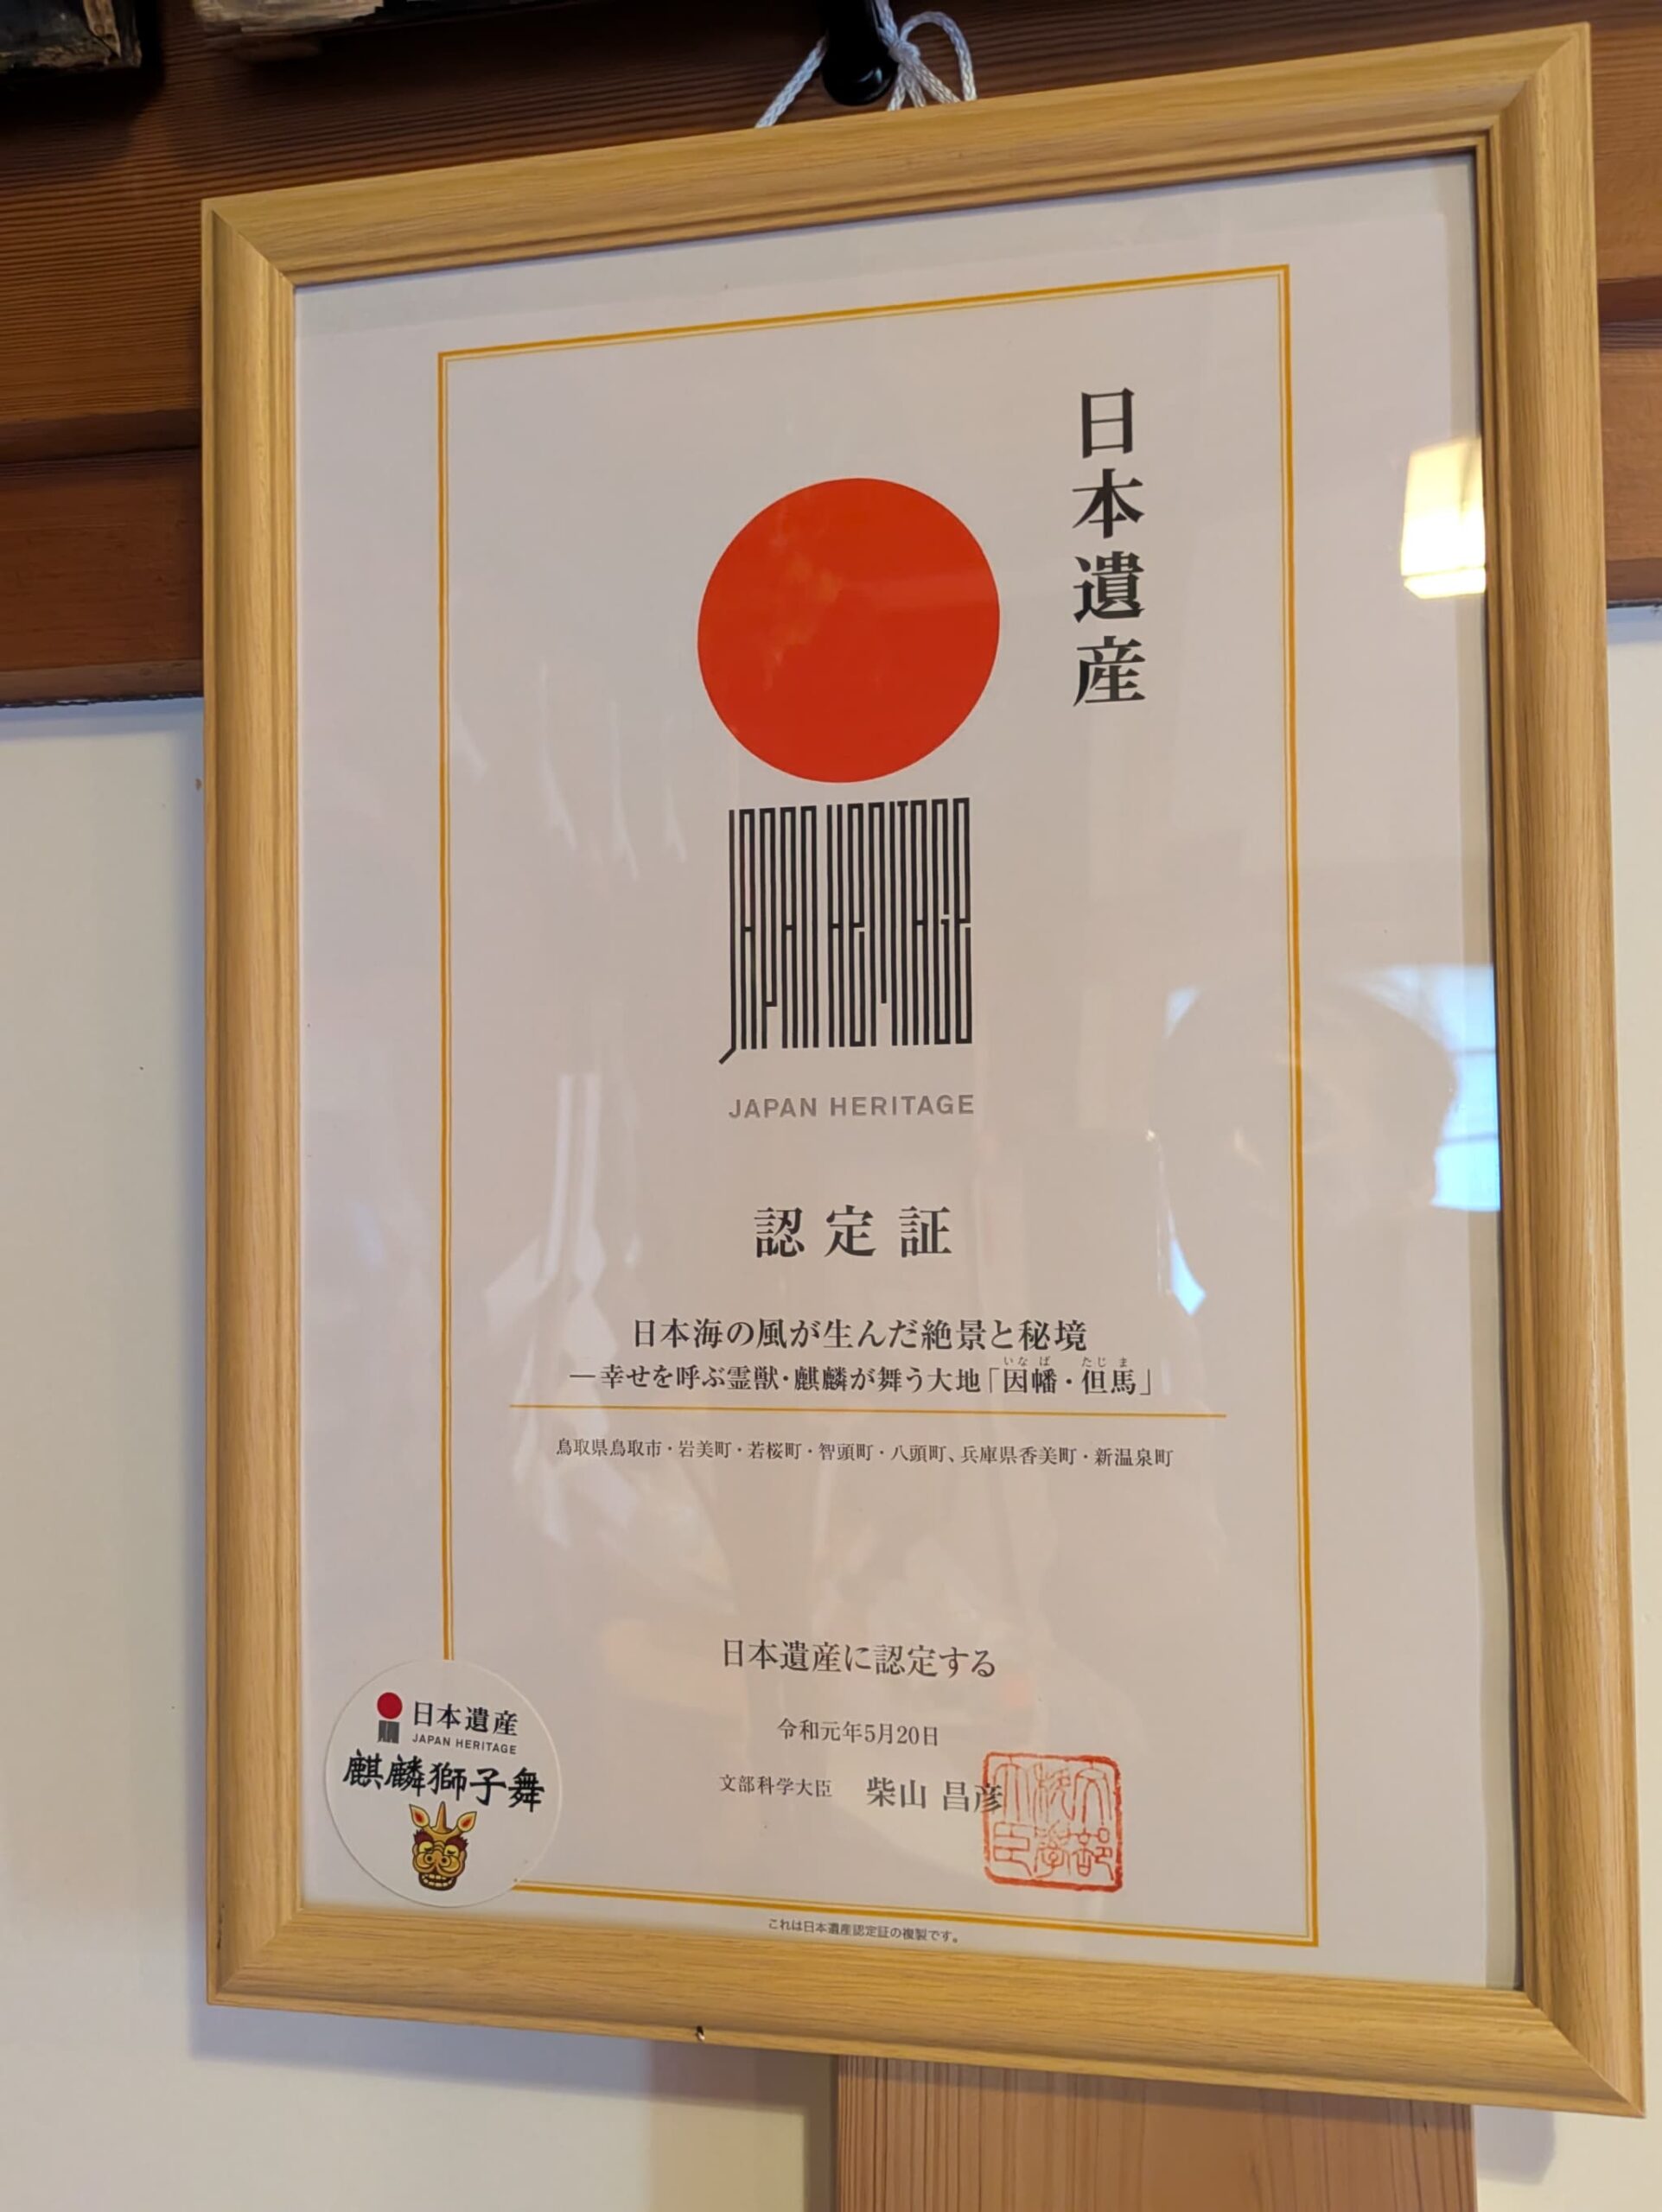 日本遺産
JAPAN HERITAGE
JAPAN HERITAGE
認定証
日本海の風が生んだ絶景と秘境
いなば たじま
―幸せを呼ぶ霊獣・麒麟が舞う大地「因幡・但馬」
鳥取県鳥取市・岩美町・若桜町・智頭町・八頭町、兵庫県香美町・新温泉町
日本遺産に認定する
令和元年5月20日
文部科学大臣 柴山 昌彦
文部科学大臣
日本遺産
JAPAN HERITAGE
麒麟獅子舞
これは日本遺産認定証の複製です。